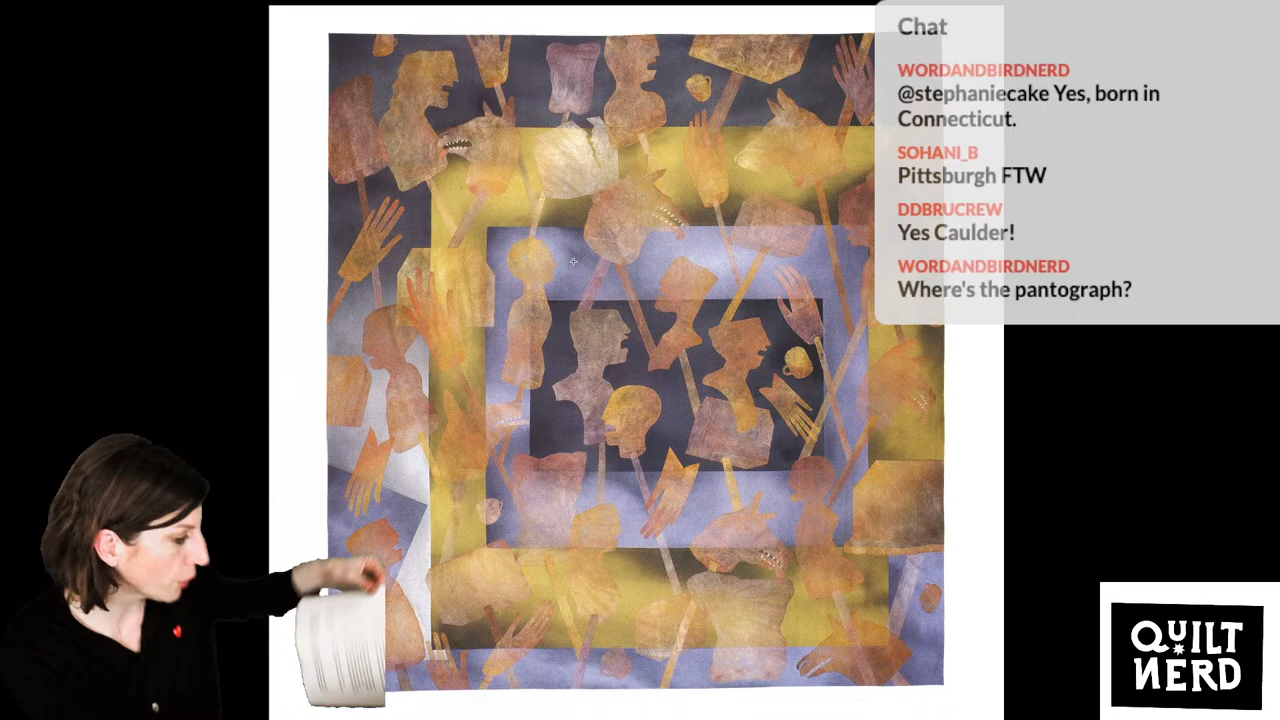 Chat
WORDANDBIRDNERD
@stephaniecake Yes, born in
Connecticut.
SOHANI_B
Pittsburgh FTW
DDBRUCREW
Yes Caulder!
WORDANDBIRDNERD
Where's the pantograph?
QUILT
NERD